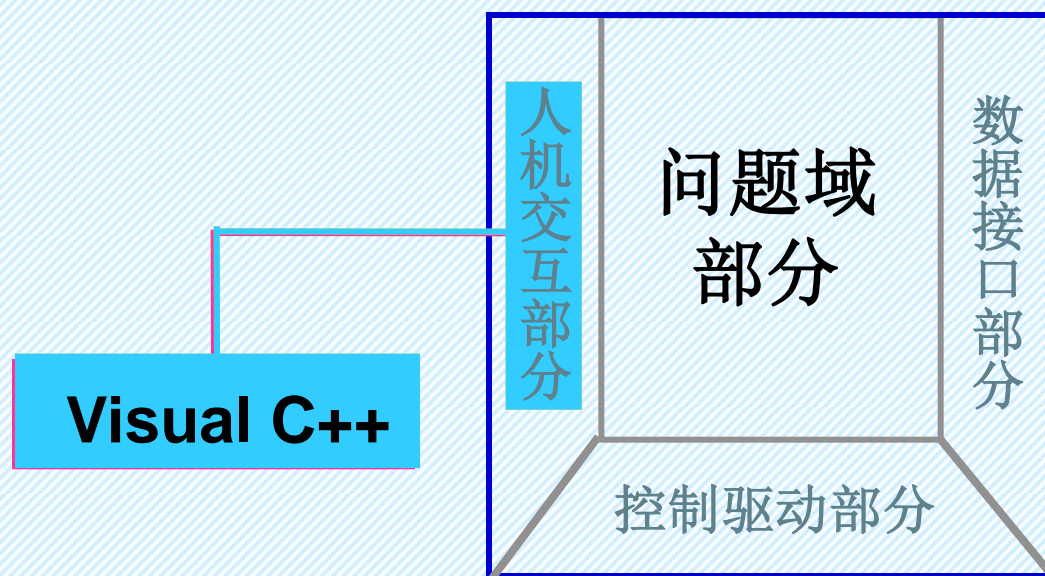 人机交互部分
问题域
部分
数据接口部分
Visual C++
控制驱动部分